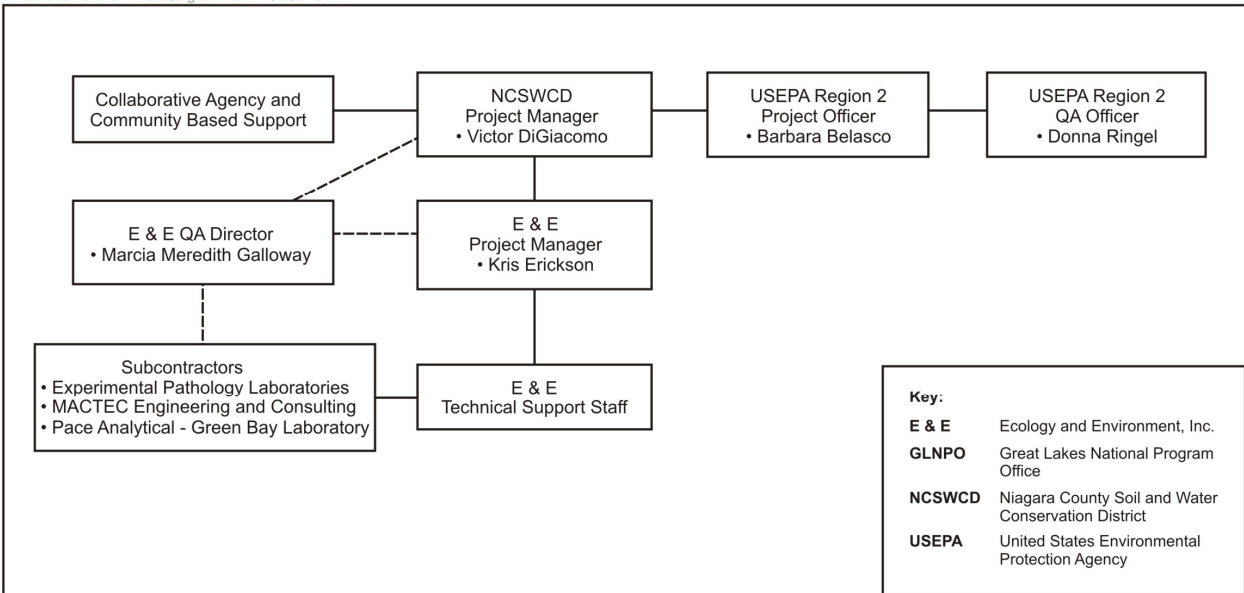 Collaborative Agency and
Community Based Support
NCSWCD
Project Manager
• Victor DiGiacomo
USEPA Region 2
Project Officer
• Barbara Belasco
USEPA Region 2
QA Officer
• Donna Ringel
E & E QA Director
• Marcia Meredith Galloway
E & E
Project Manager
• Kris Erickson
Subcontractors
• Experimental Pathology Laboratories
• MACTEC Engineering and Consulting
• Pace Analytical - Green Bay Laboratory
E & E
Technical Support Staff
Key:
E & E Ecology and Environment, Inc.
GLNPO Great Lakes National Program
Office
NCSWCD Niagara County Soil and Water
Conservation District
USEPA United States Environmental
Protection Agency